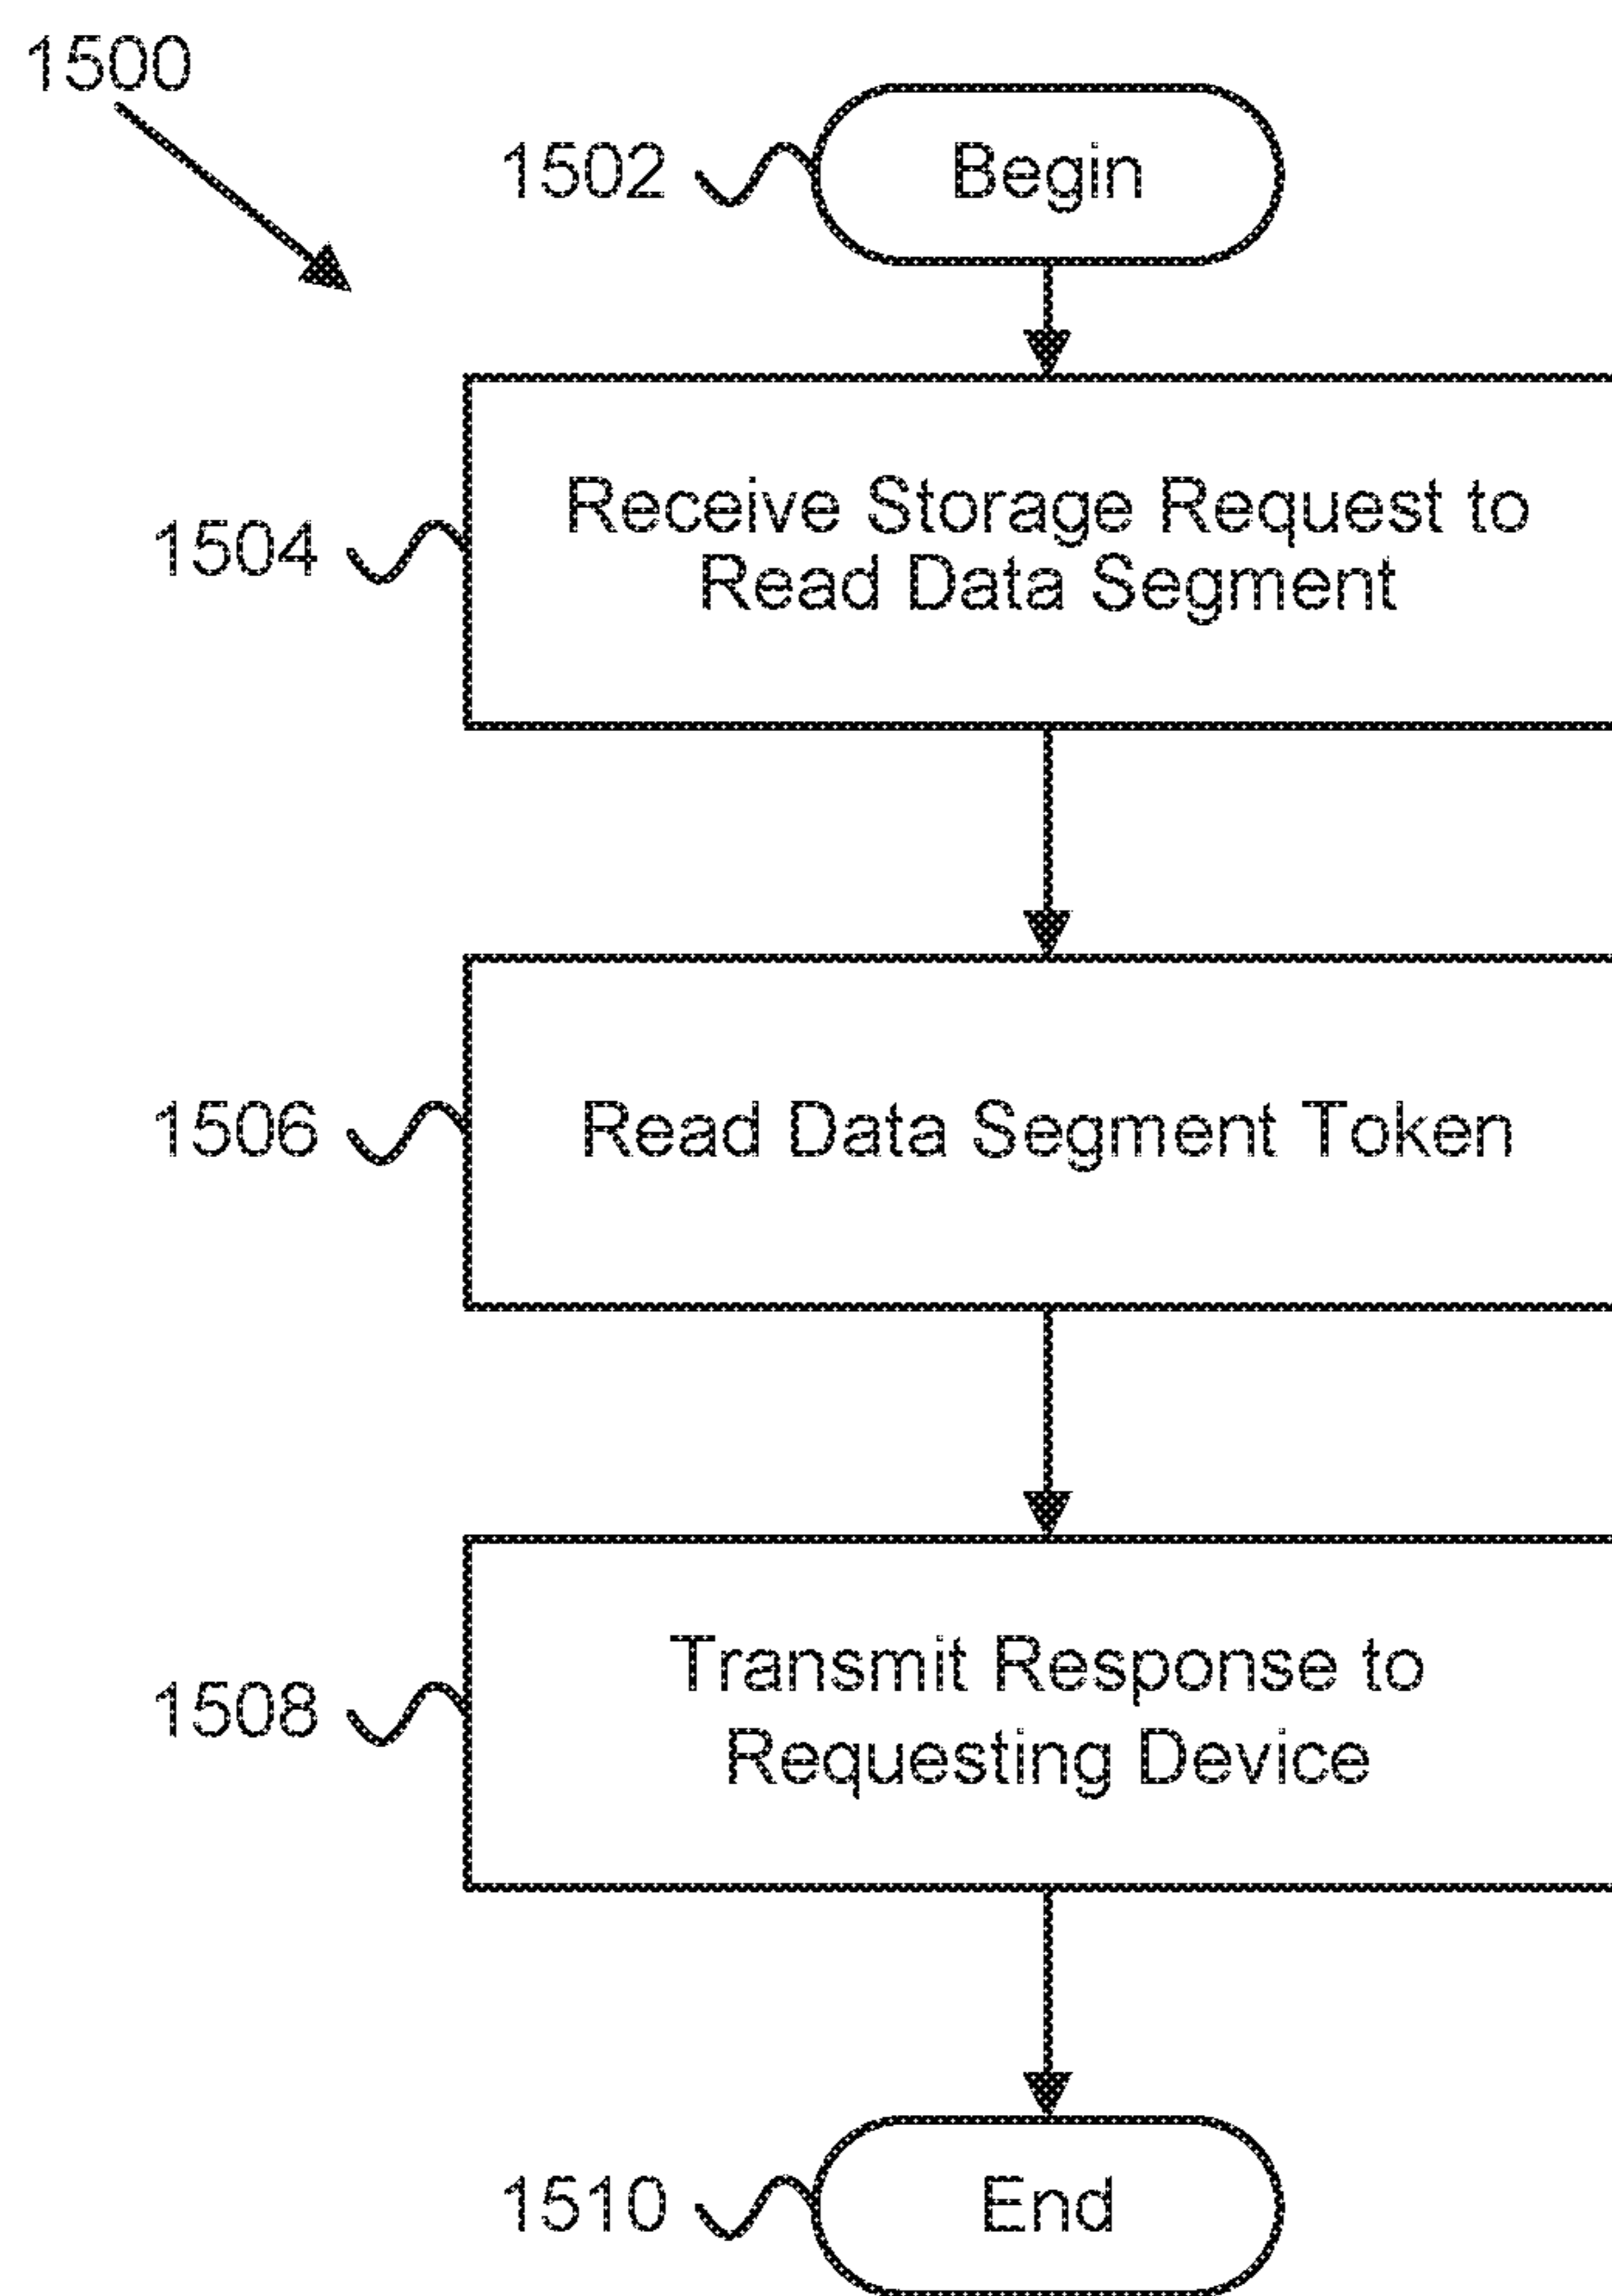 1500
1502 Begin
1504
Receive Storage Request to
Read Data Segment
1506 Read Data Segment Token
1508
Transmit Response to
Requesting Device
1510 End